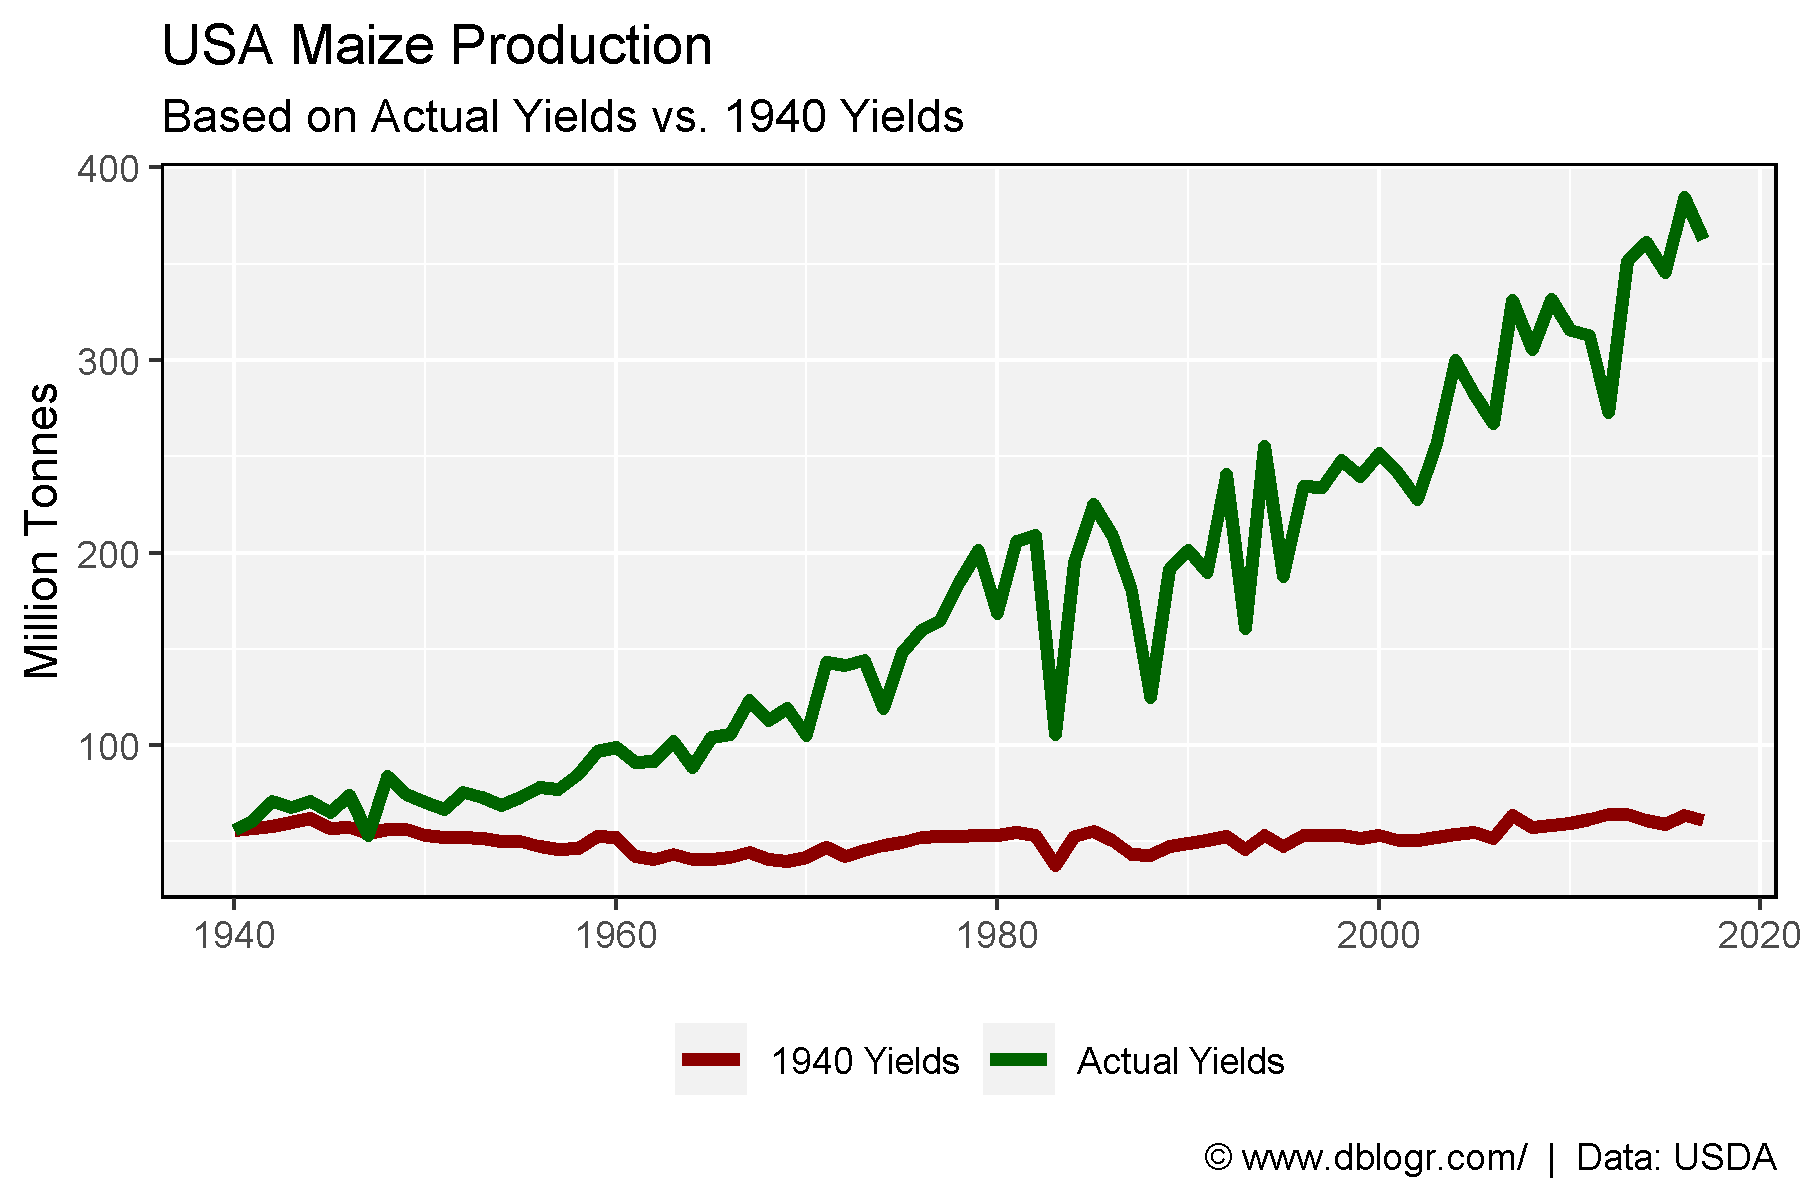 USA Maize Production
Based on Actual Yields vs. 1940 Yields
Million Tonnes
400
300
200
100
1940 1960 1980 2000 2020
1940 Yields Actual Yields
© www.dblogr.com/ | Data: USDA